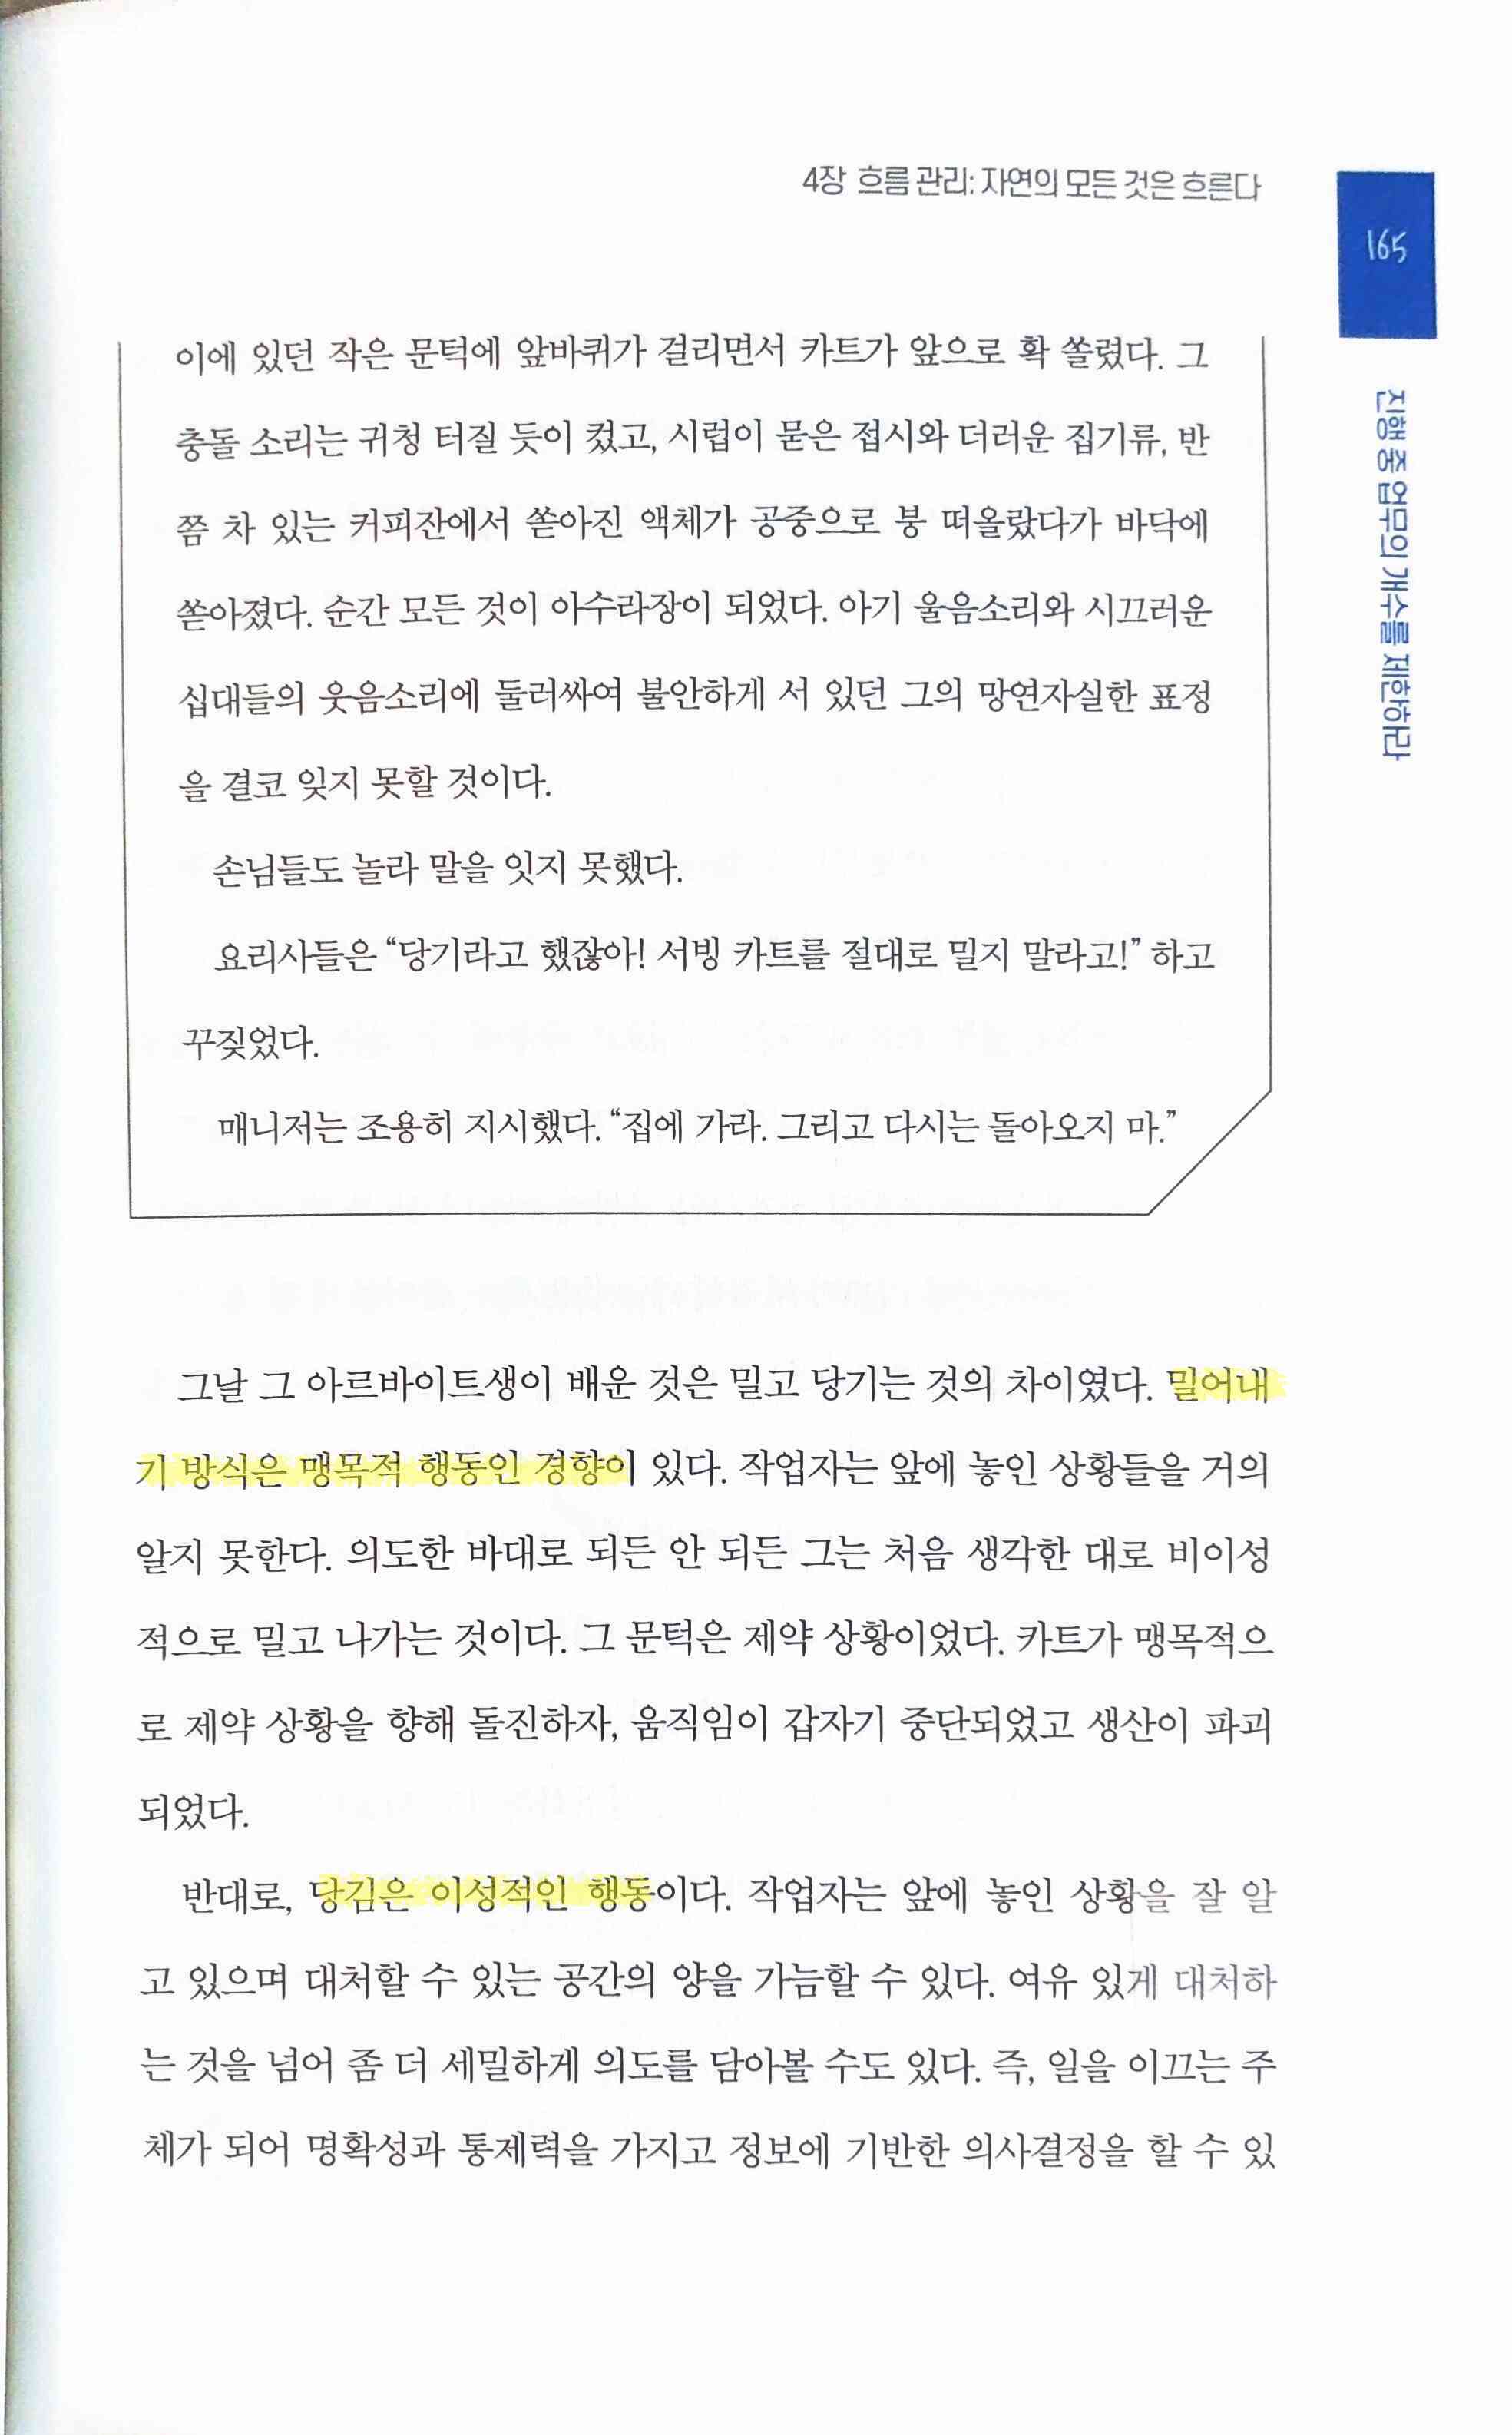 4장 흐름 관리: 자연의 모든 것은 흐른다
165
진행 중 업무의 개수를 제한하라
이에 있던 작은 문턱에 앞바퀴가 걸리면서 카트가 앞으로 확 쏠렸다. 그
충돌 소리는 귀청 터질 듯이 컸고, 시럽이 묻은 접시와 더러운 집기류, 반
쯤 차 있는 커피잔에서 쏟아진 액체가 공중으로 붕 떠올랐다가 바닥에
쏟아졌다. 순간 모든 것이 아수라장이 되었다. 아기 울음소리와 시끄러운
십대들의 웃음소리에 둘러싸여 불안하게 서 있던 그의 망연자실한 표정
을 결코 잊지 못할 것이다.
손님들도 놀라 말을 잇지 못했다.
요리사들은 “당기라고 했잖아! 서빙 카트를 절대로 밀지 말라고!” 하고
꾸짖었다.
매니저는 조용히 지시했다. “집에 가라. 그리고 다시는 돌아오지 마.”
그날 그 아르바이트생이 배운 것은 밀고 당기는 것의 차이였다. 밀어내
기 방식은 맹목적 행동인 경향이 있다. 작업자는 앞에 놓인 상황들을 거의
알지 못한다. 의도한 바대로 되든 안 되든 그는 처음 생각한 대로 비이성
적으로 밀고 나가는 것이다. 그 문턱은 제약 상황이었다. 카트가 맹목적으
로 제약 상황을 향해 돌진하자, 움직임이 갑자기 중단되었고 생산이 파괴
되었다.
반대로, 당김은 이성적인 행동이다. 작업자는 앞에 놓인 상황을 잘 알
고 있으며 대처할 수 있는 공간의 양을 가늠할 수 있다. 여유 있게 대처하
는 것을 넘어 좀 더 세밀하게 의도를 담아볼 수도 있다. 즉, 일을 이끄는 주
체가 되어 명확성과 통제력을 가지고 정보에 기반한 의사결정을 할 수 있